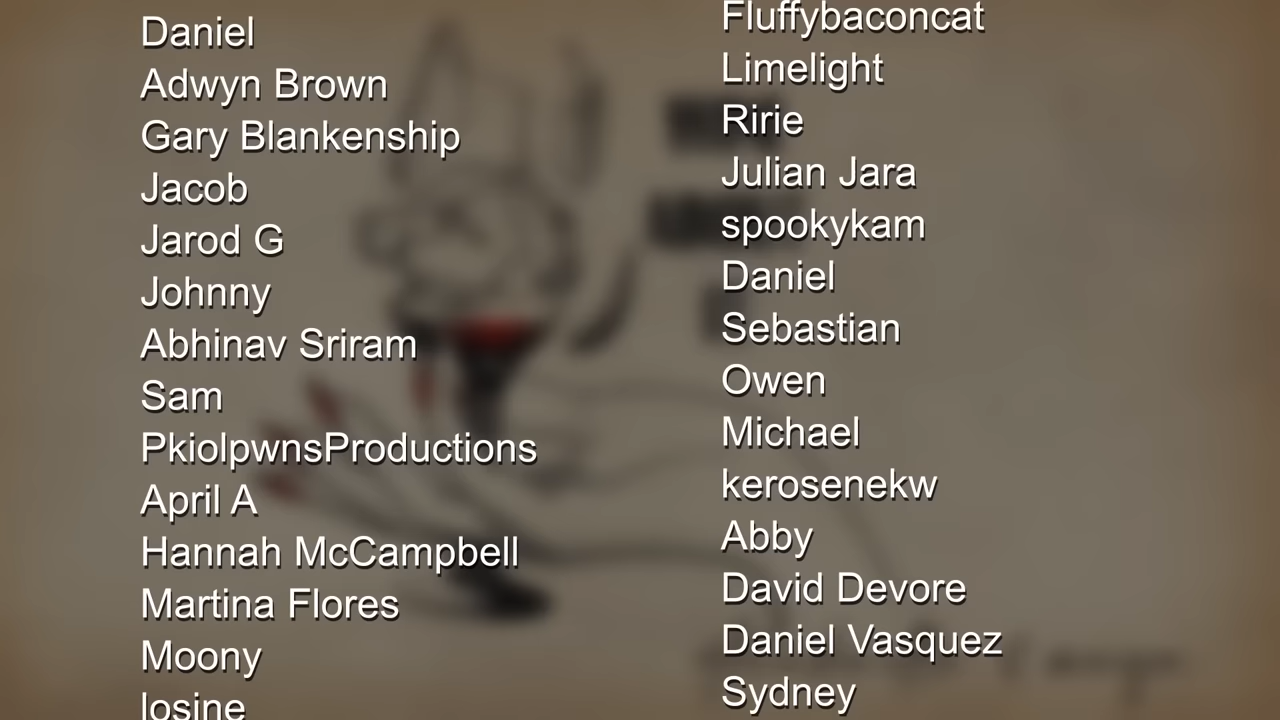 Daniel
Adwyn Brown
Gary Blankenship
Jacob
Jarod G
Johnny
Abhinav Sriram
Sam
PkiolpwnsProductions
April A
Hannah McCampbell
Martina Flores
Moony
losine
Fluffybaconcat
Limelight
Ririe
Julian Jara
spookykam
Daniel
Sebastian
Owen
Michael
kerosenekw
Abby
David Devore
Daniel Vasquez
Sydney